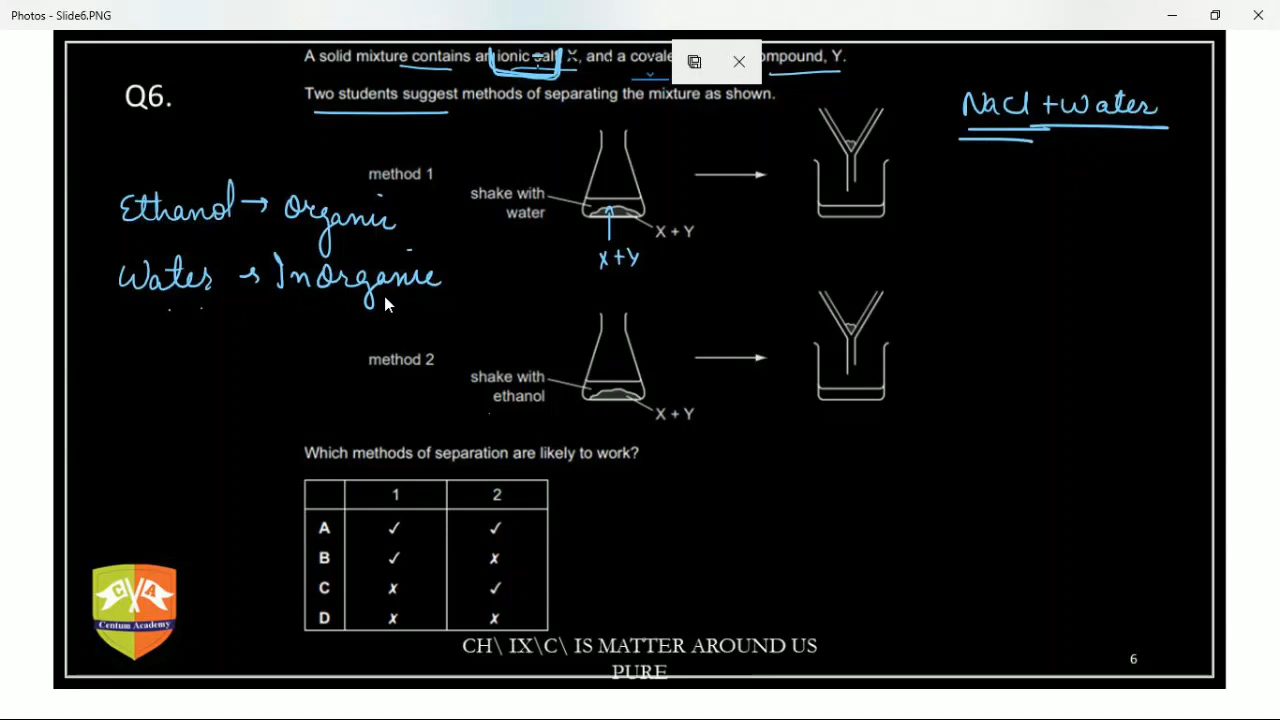 Photos - Slide6.PNG
A solid mixture contains an ionic salt, X, and a ompound, Y.
Q6.
Two students suggest methods of separating the mixture as shown.
NaCl + Water
method 1
shake with
water
X + Y
X + Y
Ethanol → Organic
Water → Inorganic
method 2
shake with
ethanol
X + Y
Which methods of separation are likely to work?
1 2
A ✓ ✓
B ✓ ✗
C ✗ ✓
D ✗ ✗
C A
Centum Academy
CH\ IX\C\ IS MATTER AROUND US
PURE
6